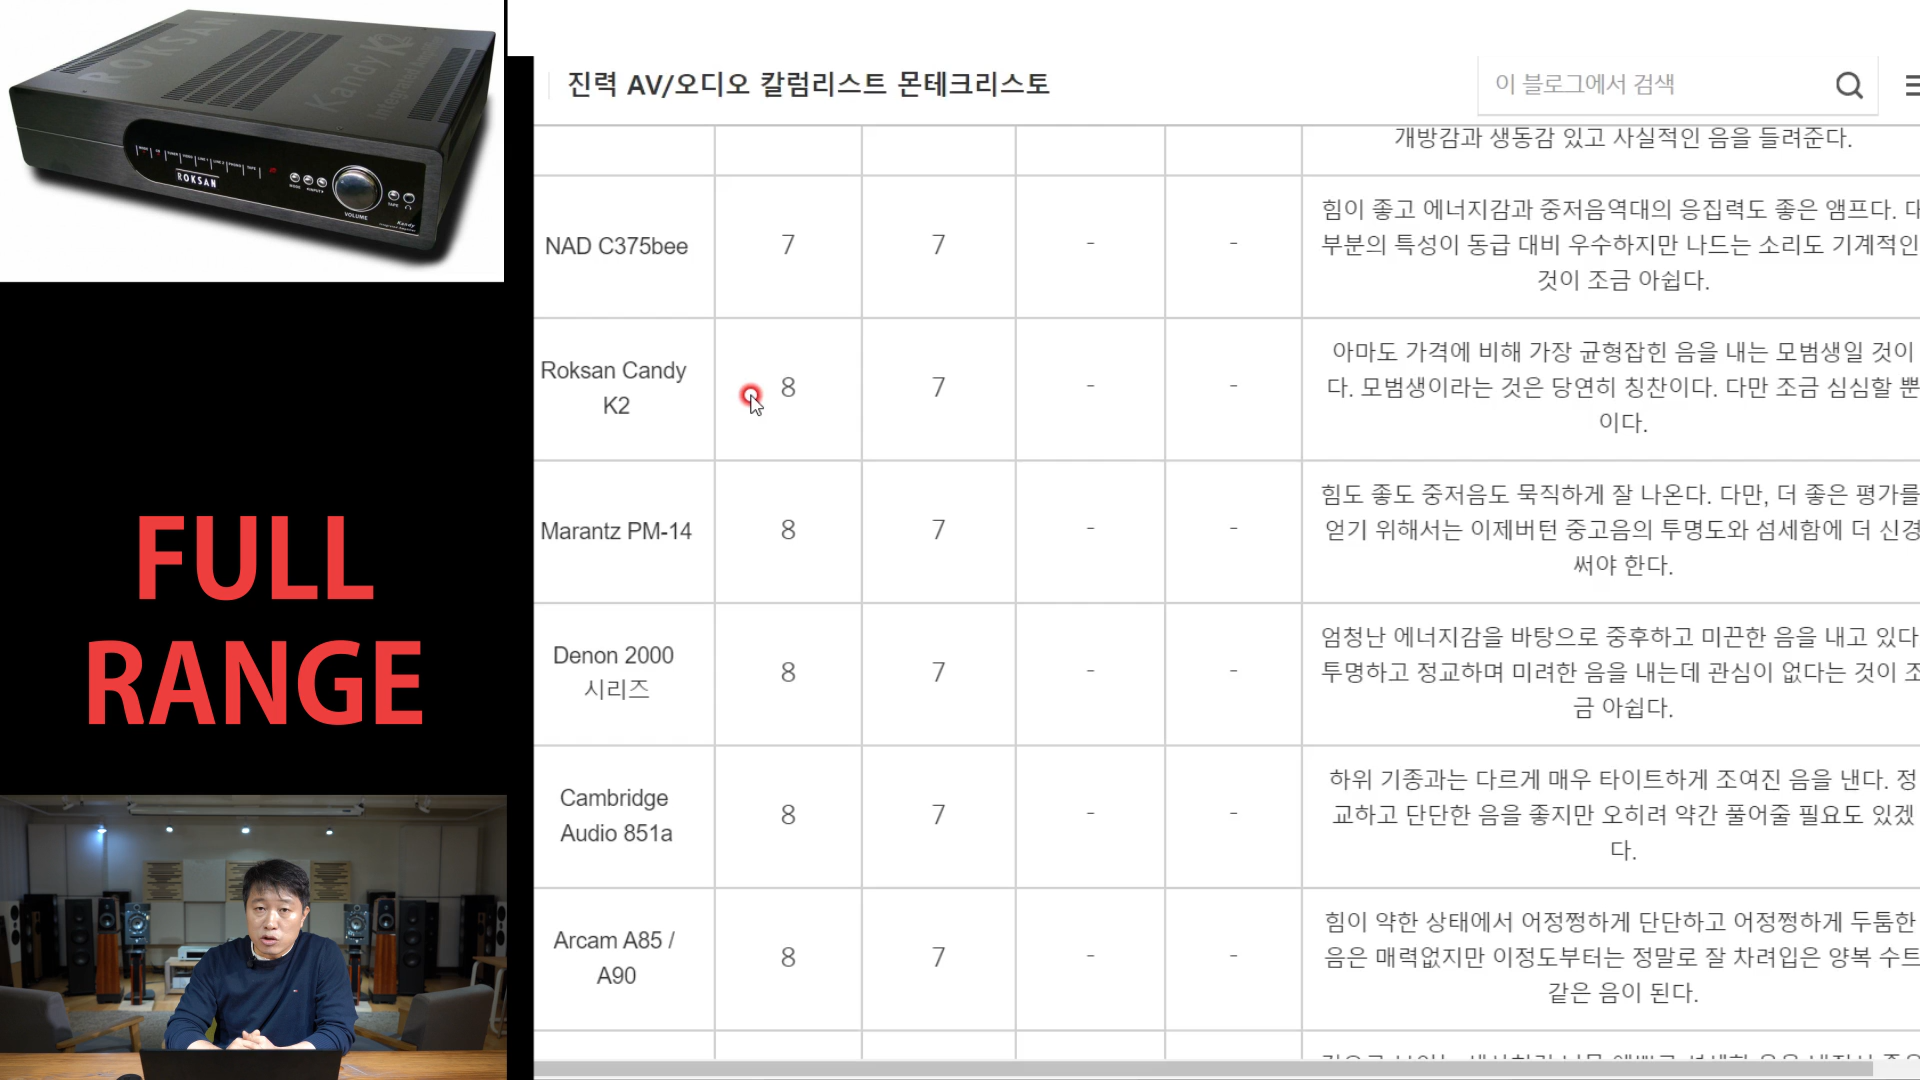 ROKSAN
Kandy K2
Integrated Amplifier
ROKSAN
VOLUME
Kandy
FULL
RANGE
진력 AV/오디오 칼럼리스트 몬테크리스토
이 블로그에서 검색
개방감과 생동감 있고 사실적인 음을 들려준다.
NAD C375bee
7
7
-
-
힘이 좋고 에너지감과 중저음역대의 응집력도 좋은 앰프다. 대
부분의 특성이 동급 대비 우수하지만 나드는 소리도 기계적인
것이 조금 아쉽다.
Roksan Candy
K2
8
7
-
-
아마도 가격에 비해 가장 균형잡힌 음을 내는 모범생일 것이
다. 모범생이라는 것은 당연히 칭찬이다. 다만 조금 심심할 뿐
이다.
Marantz PM-14
8
7
-
-
힘도 좋도 중저음도 묵직하게 잘 나온다. 다만, 더 좋은 평가를
얻기 위해서는 이제버턴 중고음의 투명도와 섬세함에 더 신경
써야 한다.
Denon 2000
시리즈
8
7
-
-
엄청난 에너지감을 바탕으로 중후하고 미끈한 음을 내고 있다
투명하고 정교하며 미려한 음을 내는데 관심이 없다는 것이 조
금 아쉽다.
Cambridge
Audio 851a
8
7
-
-
하위 기종과는 다르게 매우 타이트하게 조여진 음을 낸다. 정
교하고 단단한 음을 좋지만 오히려 약간 풀어줄 필요도 있겠
다.
Arcam A85 /
A90
8
7
-
-
힘이 약한 상태에서 어정쩡하게 단단하고 어정쩡하게 두툼한
음은 매력없지만 이정도부터는 정말로 잘 차려입은 양복 수트
같은 음이 된다.